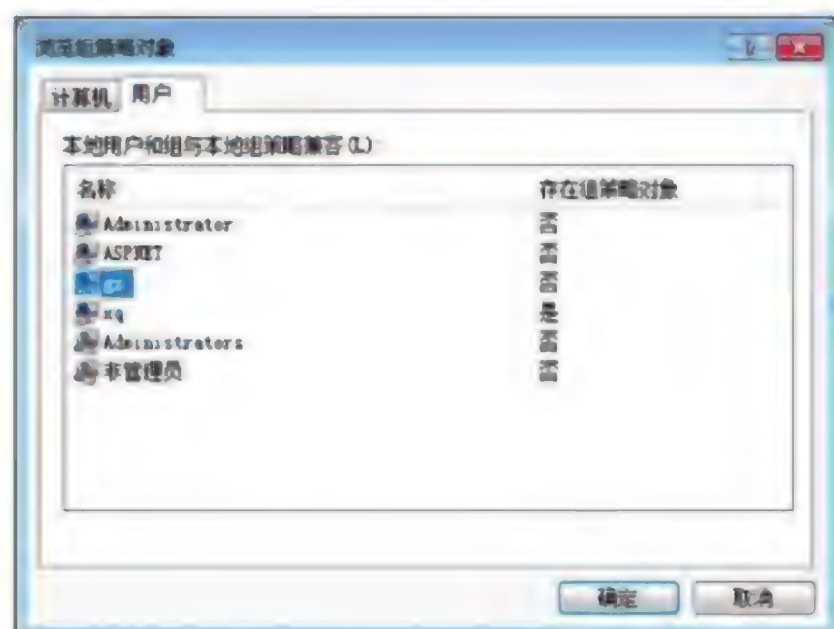 浏览组策略对象
计算机 用户
本地用户和组与本地组策略兼容(L)
名称 存在组策略对象
Administrator 否
ASPNET 否
否
xq 是
Administrators 否
非管理员 否
确定 取消